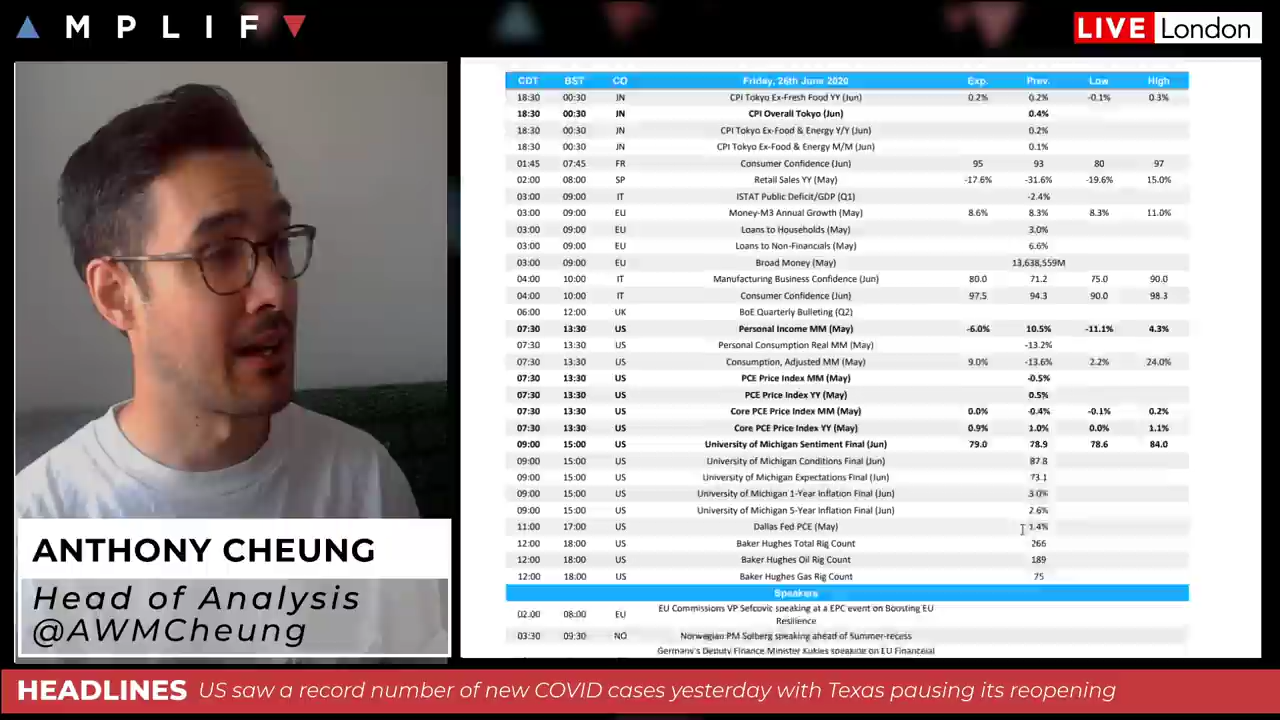 AMPLIFY
LIVE London
CDT BST CO Friday, 26th June 2020 Exp. Prev. Low High
18:30 00:30 JN CPI Tokyo Ex-Fresh Food YY (Jun) 0.2% 0.2% -0.1% 0.3%
18:30 00:30 JN CPI Overall Tokyo (Jun) 0.4%
18:30 00:30 JN CPI Tokyo Ex-Food & Energy Y/Y (Jun) 0.2%
18:30 00:30 JN CPI Tokyo Ex-Food & Energy M/M (Jun) 0.1%
01:45 07:45 FR Consumer Confidence (Jun) 95 93 80 97
02:00 08:00 SP Retail Sales YY (May) -17.6% -31.6% -19.6% 15.0%
03:00 09:00 IT ISTAT Public Deficit/GDP (Q1) -2.4%
03:00 09:00 EU Money-M3 Annual Growth (May) 8.6% 8.3% 8.3% 11.0%
03:00 09:00 EU Loans to Households (May) 3.0%
03:00 09:00 EU Loans to Non-Financials (May) 6.6%
03:00 09:00 EU Broad Money (May) 13,638,559M
04:00 10:00 IT Manufacturing Business Confidence (Jun) 80.0 71.2 75.0 90.0
04:00 10:00 IT Consumer Confidence (Jun) 97.5 94.3 90.0 98.3
06:00 12:00 UK BoE Quarterly Bulleting (Q2)
07:30 13:30 US Personal Income MM (May) -6.0% 10.5% -11.1% 4.3%
07:30 13:30 US Personal Consumption Real MM (May) -13.2%
07:30 13:30 US Consumption, Adjusted MM (May) 9.0% -13.6% 2.2% 24.0%
07:30 13:30 US PCE Price Index MM (May) -0.5%
07:30 13:30 US PCE Price Index YY (May) 0.5%
07:30 13:30 US Core PCE Price Index MM (May) 0.0% -0.4% -0.1% 0.2%
07:30 13:30 US Core PCE Price Index YY (May) 0.9% 1.0% 0.0% 1.1%
09:00 15:00 US University of Michigan Sentiment Final (Jun) 79.0 78.9 78.6 84.0
09:00 15:00 US University of Michigan Conditions Final (Jun) 87.8
09:00 15:00 US University of Michigan Expectations Final (Jun) 73.1
09:00 15:00 US University of Michigan 1-Year Inflation Final (Jun) 3.0%
09:00 15:00 US University of Michigan 5-Year Inflation Final (Jun) 2.6%
11:00 17:00 US Dallas Fed PCE (May) 1.4%
12:00 18:00 US Baker Hughes Total Rig Count 266
12:00 18:00 US Baker Hughes Oil Rig Count 189
12:00 18:00 US Baker Hughes Gas Rig Count 75
Speakers
02:00 08:00 EU EU Commissions VP Sefcovic speaking at a EPC event on Boosting EU
Resilience
03:30 09:30 NO Norwegian PM Solberg speaking ahead of Summer-recess
Germany's Deputy Finance Minister Kukies speaking on EU Financial
ANTHONY CHEUNG
Head of Analysis
@AWMCheung
HEADLINES US saw a record number of new COVID cases yesterday with Texas pausing its reopening